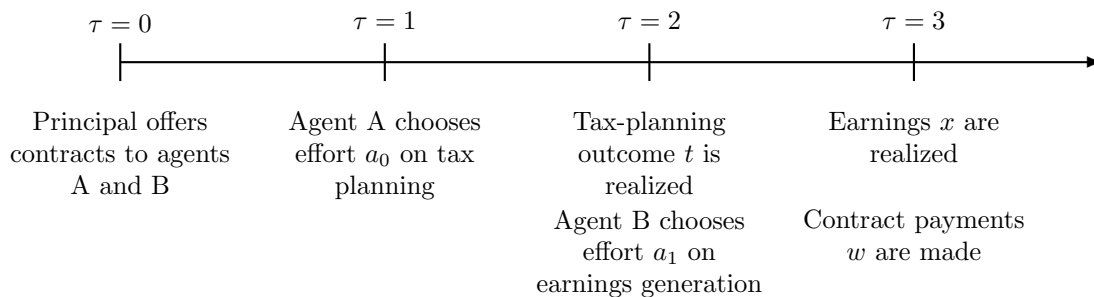 τ = 0
τ = 1
τ = 2
τ = 3
Principal offers
contracts to agents
A and B
Agent A chooses
effort a₀ on tax
planning
Tax-planning
outcome t is
realized
Agent B chooses
effort a₁ on
earnings generation
Earnings x are
realized
Contract payments
w are made